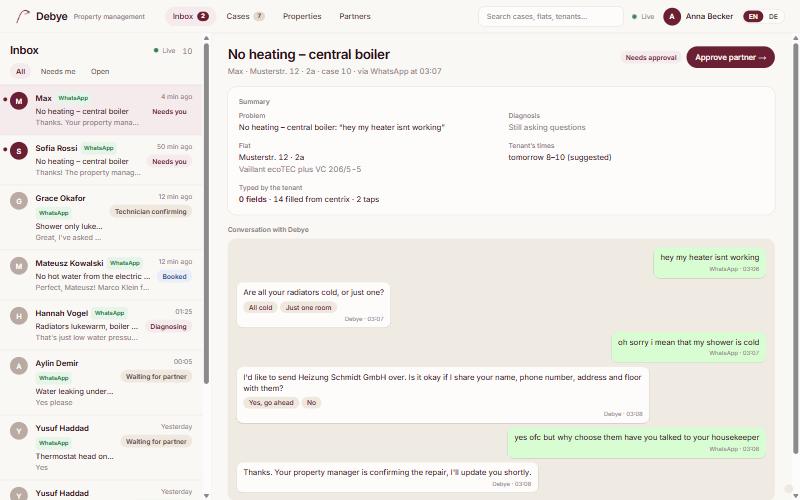 Debye Property management
Inbox 2 Cases 7 Properties Partners
Search cases, flats, tenants...
Live A Anna Becker EN DE
Inbox Live 10
All Needs me Open
M Max WhatsApp 4 min ago
No heating – central boiler Needs you
Thanks. Your property mana...
S Sofia Rossi WhatsApp 50 min ago
No heating – central boiler Needs you
Thanks! The property manag...
G Grace Okafor 12 min ago
WhatsApp Technician confirming
Shower only luke...
Great, I've asked ...
M Mateusz Kowalski WhatsApp 12 min ago
No hot water from the electric ... Booked
Perfect, Mateusz! Marco Klein f...
H Hannah Vogel WhatsApp 01:25
Radiators lukewarm, boiler ... Diagnosing
That's just low water pressu...
A Aylin Demir 00:05
WhatsApp Waiting for partner
Water leaking under...
Yes please
Y Yusuf Haddad Yesterday
WhatsApp Waiting for partner
Thermostat head on...
Yes
Yusuf Haddad Yesterday
No heating – central boiler
Needs approval Approve partner →
Max · Musterstr. 12 · 2a · case 10 · via WhatsApp at 03:07
Summary
Problem
No heating – central boiler: “hey my heater isnt working”
Diagnosis
Still asking questions
Flat
Musterstr. 12 · 2a
Vaillant ecoTEC plus VC 206/5-5
Tenant's times
tomorrow 8–10 (suggested)
Typed by the tenant
0 fields · 14 filled from centrix · 2 taps
Conversation with Debye
hey my heater isnt working
WhatsApp · 03:06
Are all your radiators cold, or just one?
All cold Just one room
Debye · 03:07
oh sorry i mean that my shower is cold
WhatsApp · 03:07
I'd like to send Heizung Schmidt GmbH over. Is it okay if I share your name, phone number, address and floor
with them?
Yes, go ahead No
Debye · 03:08
yes ofc but why choose them have you talked to your housekeeper
WhatsApp · 03:08
Thanks. Your property manager is confirming the repair, I'll update you shortly.
Debye · 03:08